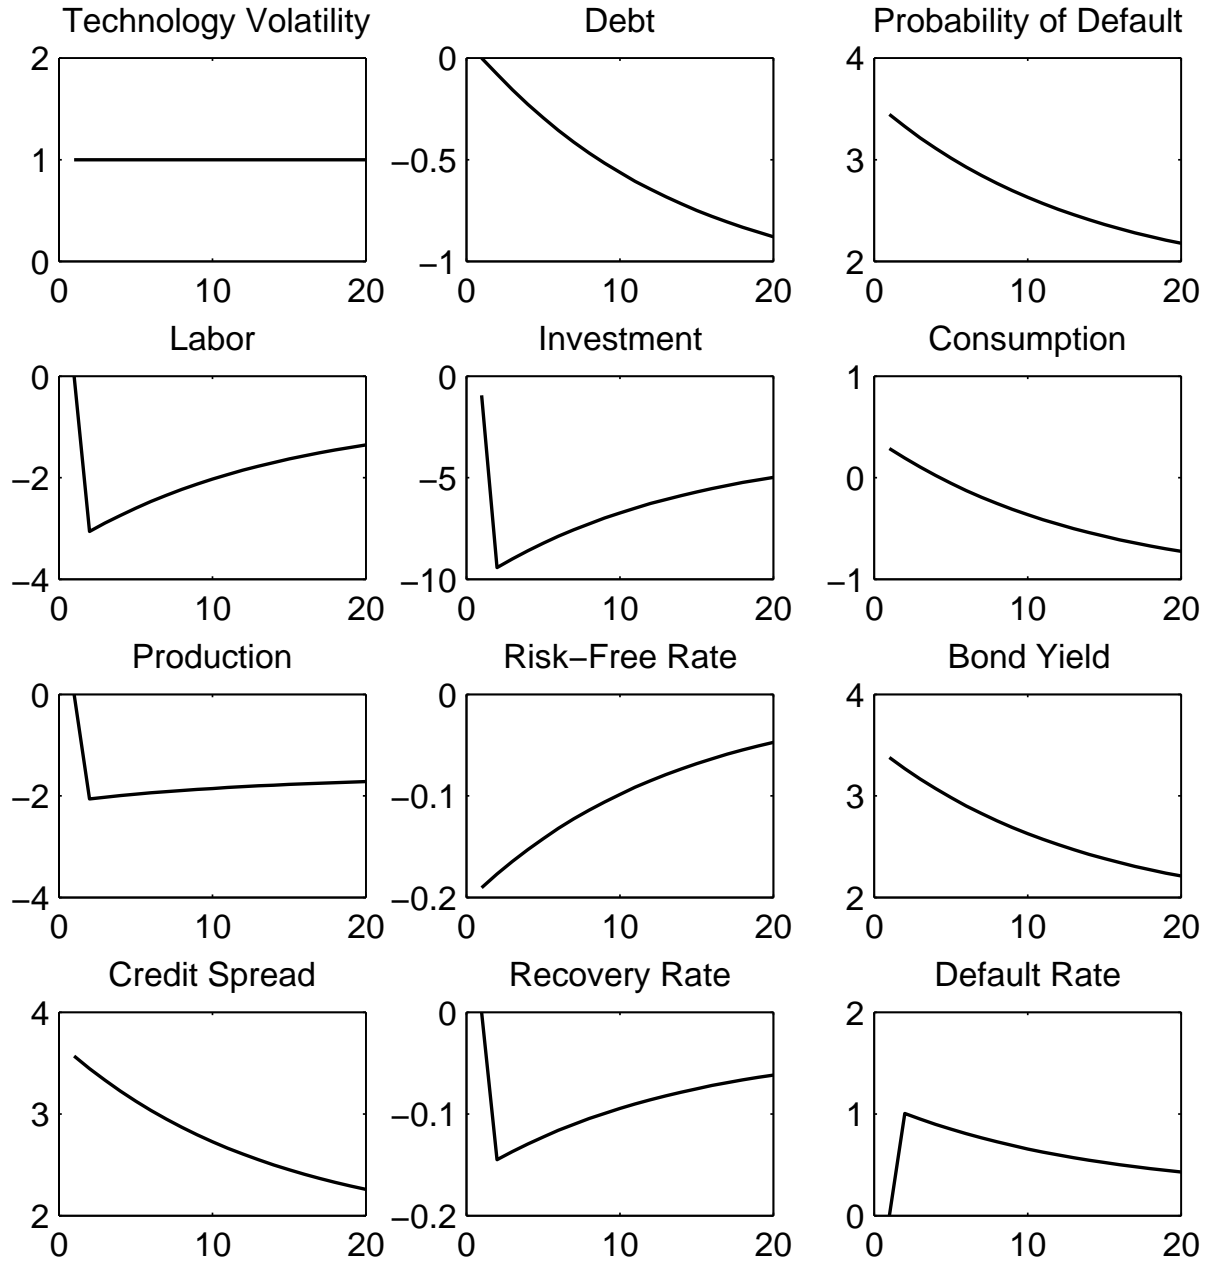 Technology Volatility Debt Probability of Default
2 0 4
1 −0.5 3
0 −1 2
0 10 20 0 10 20 0 10 20
Labor Investment Consumption
0 0 1
−2 −5 0
−4 −10 −1
0 10 20 0 10 20 0 10 20
Production Risk−Free Rate Bond Yield
0 0 4
−2 −0.1 3
−4 −0.2 2
0 10 20 0 10 20 0 10 20
Credit Spread Recovery Rate Default Rate
4 0 2
3 −0.1 1
2 −0.2 0
0 10 20 0 10 20 0 10 20